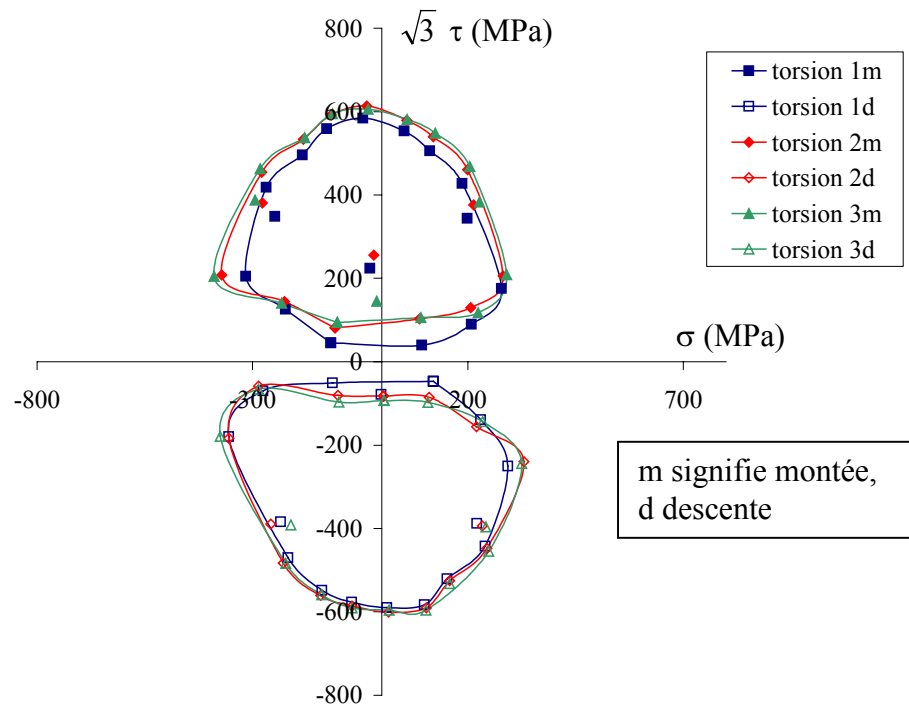 √3 τ (MPa)
800
600
400
200
0
-200
-400
-600
-800
-800
-300
200
700
σ (MPa)
torsion 1m
torsion 1d
torsion 2m
torsion 2d
torsion 3m
torsion 3d
m signifie montée,
d descente